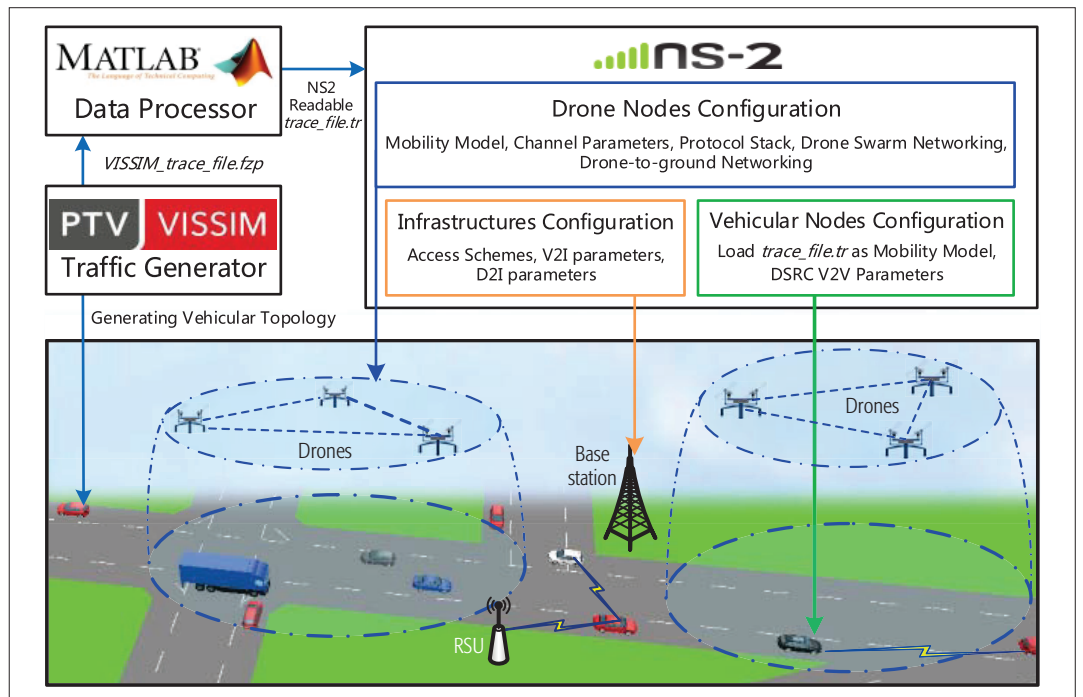 MATLAB®
The Language of Technical Computing
Data Processor
NS2
Readable
trace_file.tr
ns-2
Drone Nodes Configuration
Mobility Model, Channel Parameters, Protocol Stack, Drone Swarm Networking,
Drone-to-ground Networking
VISSIM_trace_file.fzp
PTV VISSIM
Traffic Generator
Infrastructures Configuration
Access Schemes, V2I parameters,
D2I parameters
Vehicular Nodes Configuration
Load trace_file.tr as Mobility Model,
DSRC V2V Parameters
Generating Vehicular Topology
Drones
Drones
Base
station
RSU